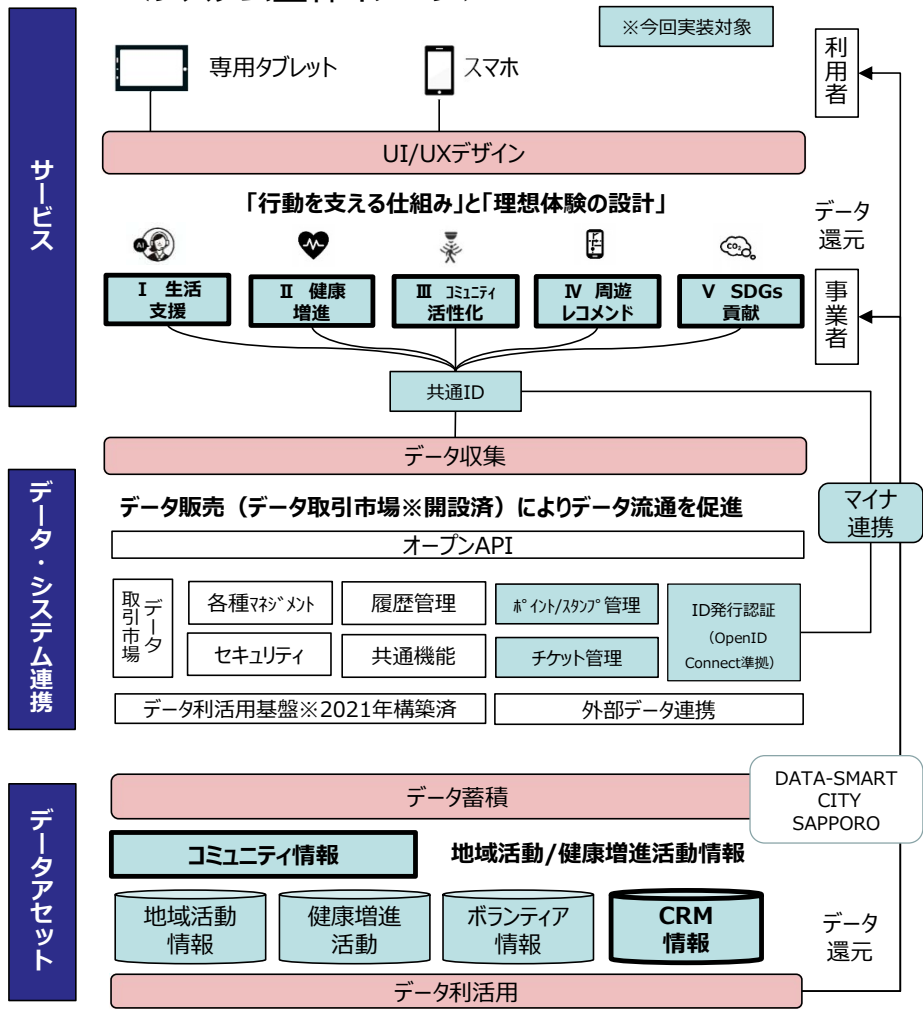 ※今回実装対象
専用タブレット
スマホ
利用者
UI/UXデザイン
サービス
「行動を支える仕組み」と「理想体験の設計」
データ
還元
AI
CO₂
Ⅰ 生活
支援
Ⅱ 健康
増進
Ⅲ コミュニティ
活性化
Ⅳ 周遊
レコメンド
Ⅴ SDGs
貢献
事業者
共通ID
データ収集
データ・システム連携
データ販売（データ取引市場※開設済）によりデータ流通を促進
マイナ
連携
オープンAPI
データ
取引市場
各種マネジメント
履歴管理
ポイント/スタンプ管理
ID発行認証
（OpenID
Connect準拠）
セキュリティ
共通機能
チケット管理
データ利活用基盤※2021年構築済
外部データ連携
データアセット
データ蓄積
DATA-SMART
CITY
SAPPORO
コミュニティ情報
地域活動/健康増進活動情報
地域活動
情報
健康増進
活動
ボランティア
情報
CRM
情報
データ
還元
データ利活用